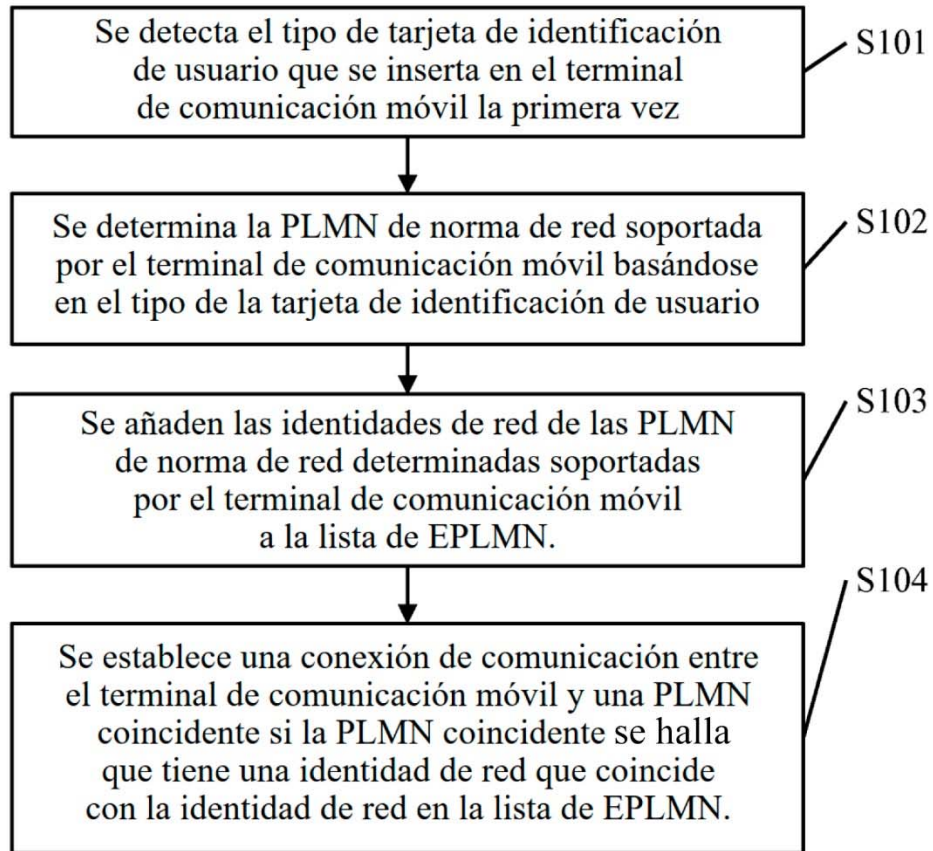 Se detecta el tipo de tarjeta de identificación
de usuario que se inserta en el terminal
de comunicación móvil la primera vez
S101
Se determina la PLMN de norma de red soportada
por el terminal de comunicación móvil basándose
en el tipo de la tarjeta de identificación de usuario
S102
Se añaden las identidades de red de las PLMN
de norma de red determinadas soportadas
por el terminal de comunicación móvil
a la lista de EPLMN.
S103
Se establece una conexión de comunicación entre
el terminal de comunicación móvil y una PLMN
coincidente si la PLMN coincidente se halla
que tiene una identidad de red que coincide
con la identidad de red en la lista de EPLMN.
S104